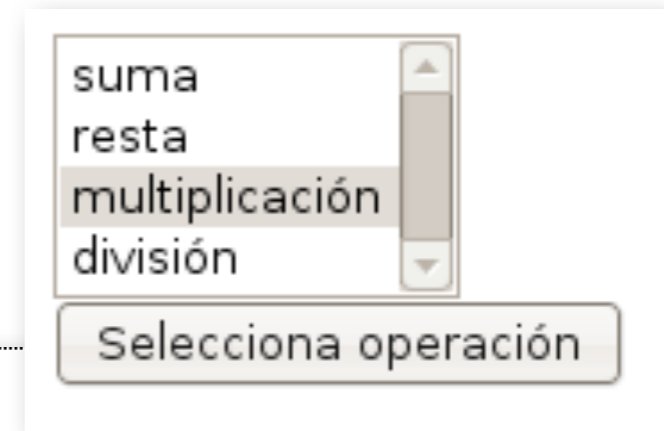 suma
resta
multiplicación
división
Selecciona operación